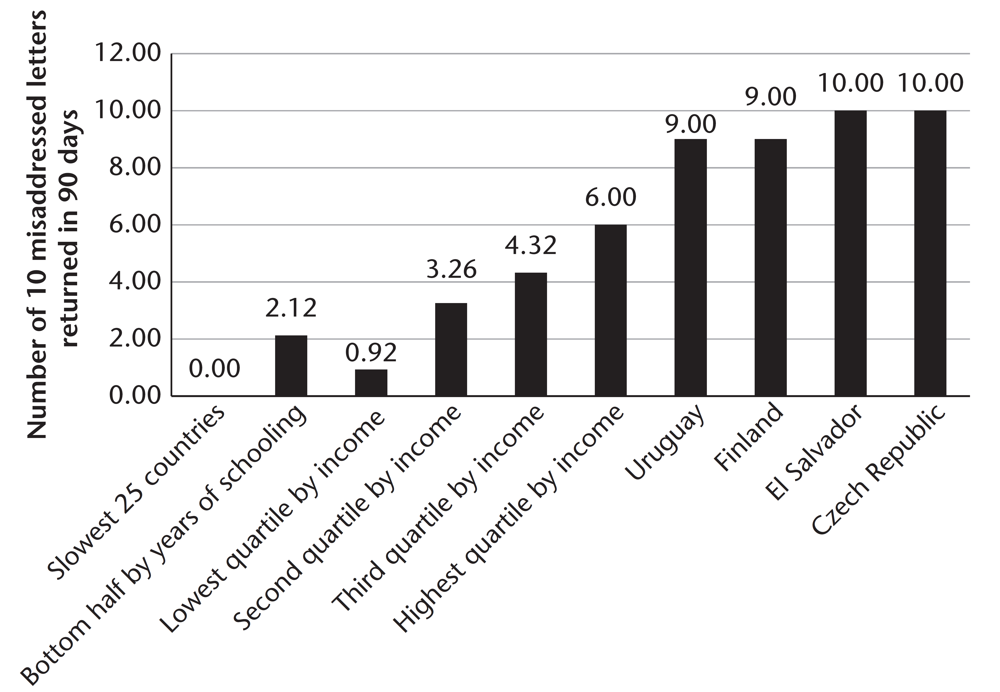 Number of 10 misaddressed letters
returned in 90 days
12.00
10.00
8.00
6.00
4.00
2.00
0.00
0.00
2.12
0.92
3.26
4.32
6.00
9.00
9.00
10.00
10.00
Slowest 25 countries
Bottom half by years of schooling
Lowest quartile by income
Second quartile by income
Third quartile by income
Highest quartile by income
Uruguay
Finland
El Salvador
Czech Republic